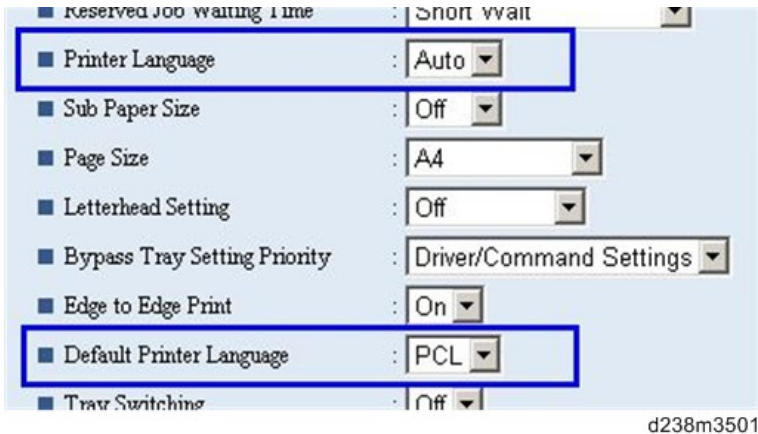 Reserved Job Waiting Time : Short Wait
Printer Language : Auto
Sub Paper Size : Off
Page Size : A4
Letterhead Setting : Off
Bypass Tray Setting Priority : Driver/Command Settings
Edge to Edge Print : On
Default Printer Language : PCL
Tray Switching : Off
d238m3501